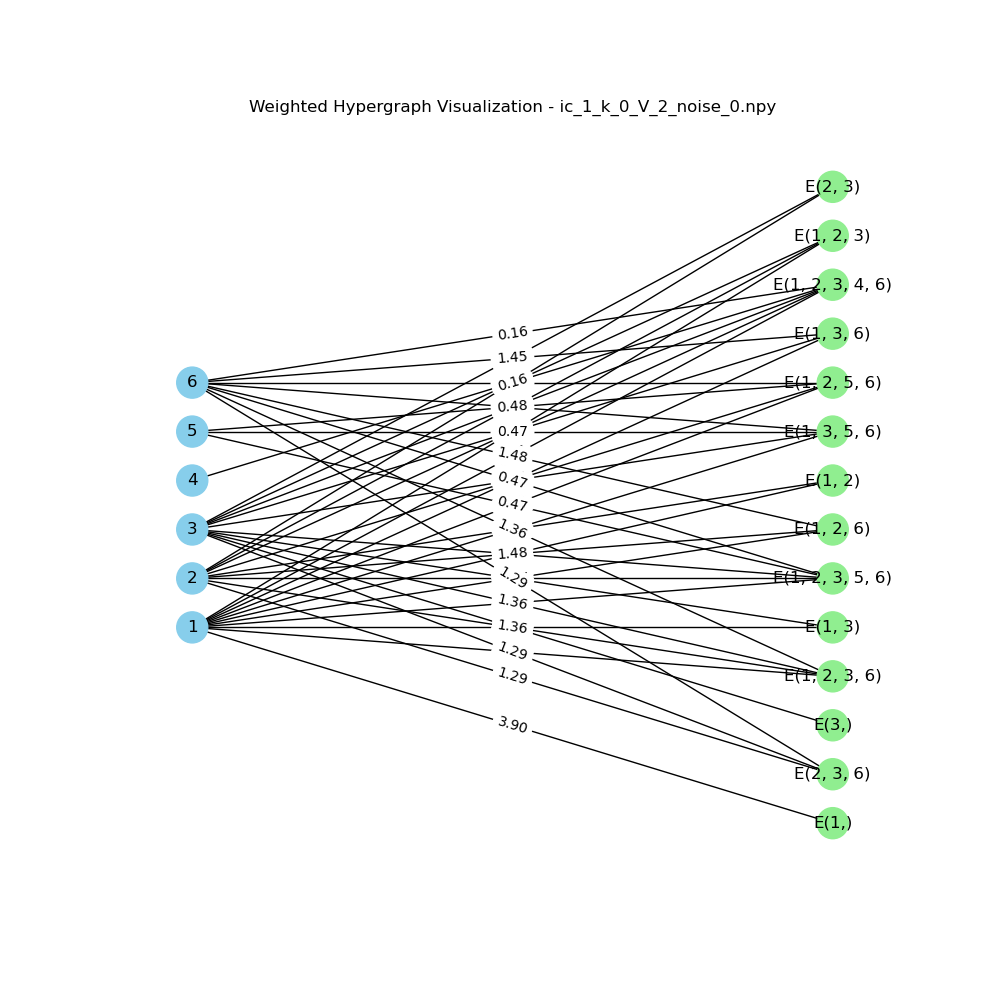 Weighted Hypergraph Visualization - ic_1_k_0_V_2_noise_0.npy
E(2, 3)
E(1, 2, 3)
E(1, 2, 3, 4, 6)
E(1, 3, 6)
E(1, 2, 5, 6)
E(1, 3, 5, 6)
E(1, 2)
E(1, 2, 6)
E(1, 2, 3, 5, 6)
E(1, 3)
E(1, 2, 3, 6)
E(3,)
E(2, 3, 6)
E(1,)
6
5
4
3
2
1
0.16
1.45
0.16
0.48
0.47
1.48
0.47
0.47
1.36
1.48
1.29
1.36
1.36
1.29
1.29
3.90